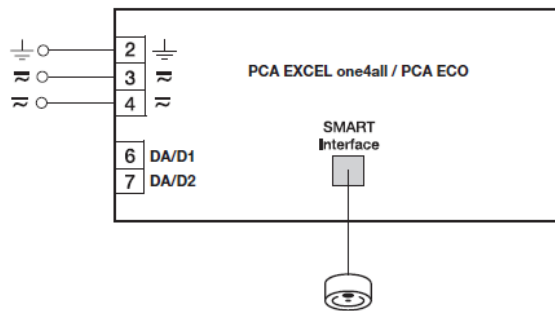 2
3
4
PCA EXCEL one4all / PCA ECO
SMART
Interface
6 DA/D1
7 DA/D2